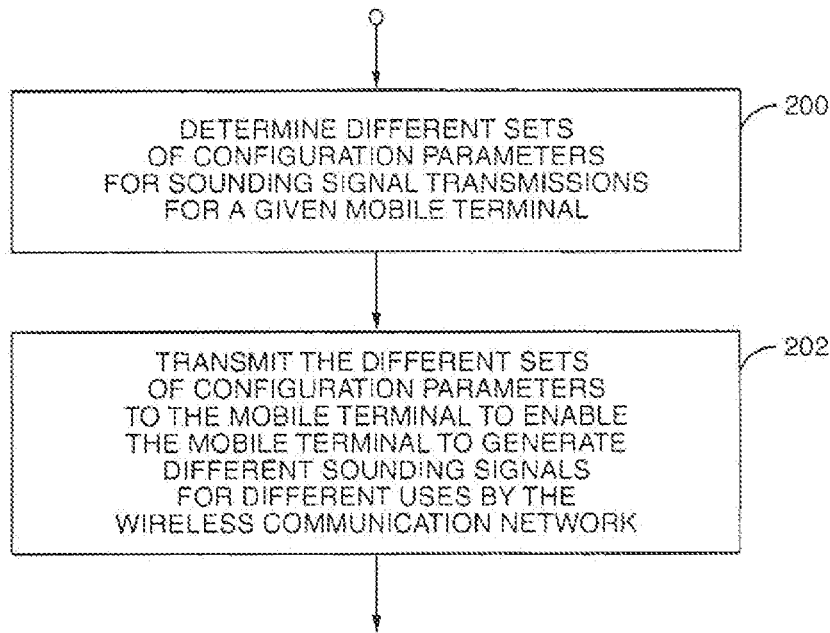 200
DETERMINE DIFFERENT SETS
OF CONFIGURATION PARAMETERS
FOR SOUNDING SIGNAL TRANSMISSIONS
FOR A GIVEN MOBILE TERMINAL
202
TRANSMIT THE DIFFERENT SETS
OF CONFIGURATION PARAMETERS
TO THE MOBILE TERMINAL TO ENABLE
THE MOBILE TERMINAL TO GENERATE
DIFFERENT SOUNDING SIGNALS
FOR DIFFERENT USES BY THE
WIRELESS COMMUNICATION NETWORK